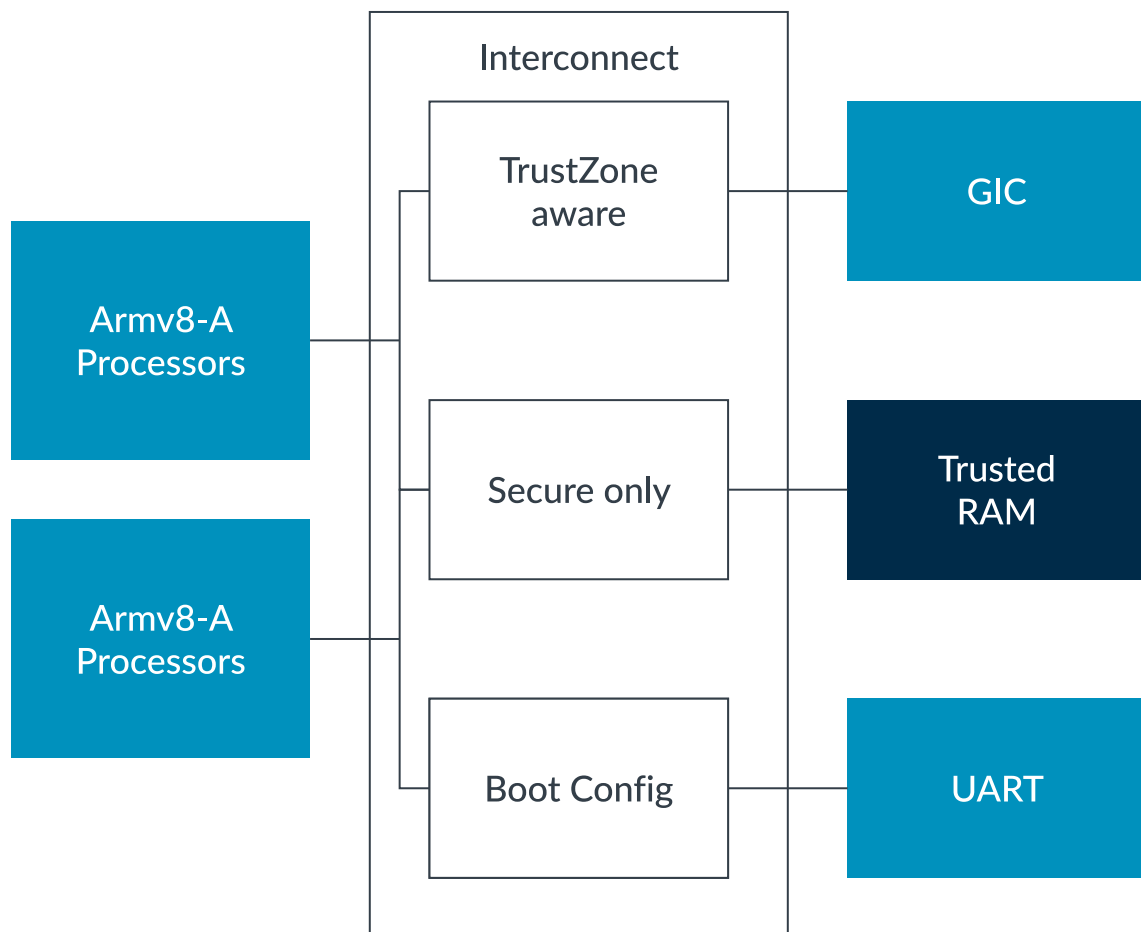 Interconnect
TrustZone
aware
GIC
Armv8-A
Processors
Secure only
Trusted
RAM
Armv8-A
Processors
Boot Config
UART